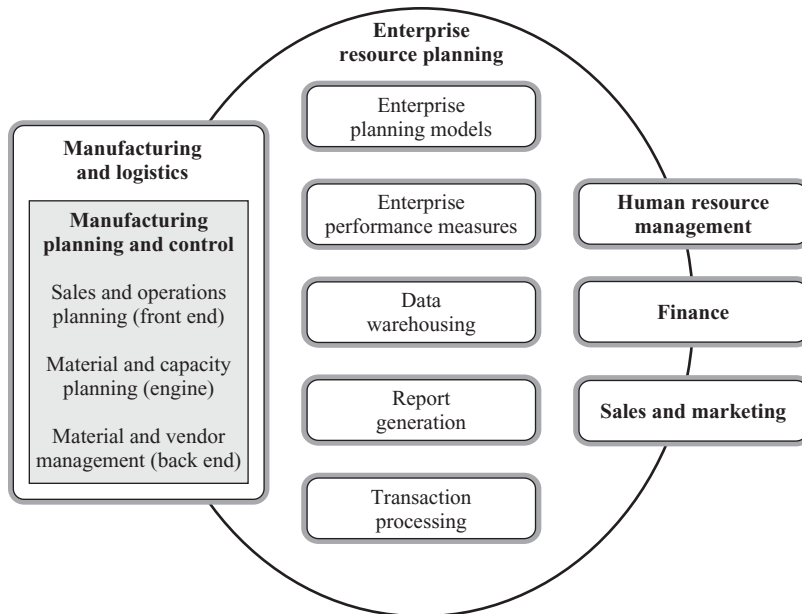 Enterprise
resource planning
Enterprise
planning models
Manufacturing
and logistics
Manufacturing
planning and control
Sales and operations
planning (front end)
Material and capacity
planning (engine)
Material and vendor
management (back end)
Enterprise
performance measures
Data
warehousing
Report
generation
Transaction
processing
Human resource
management
Finance
Sales and marketing